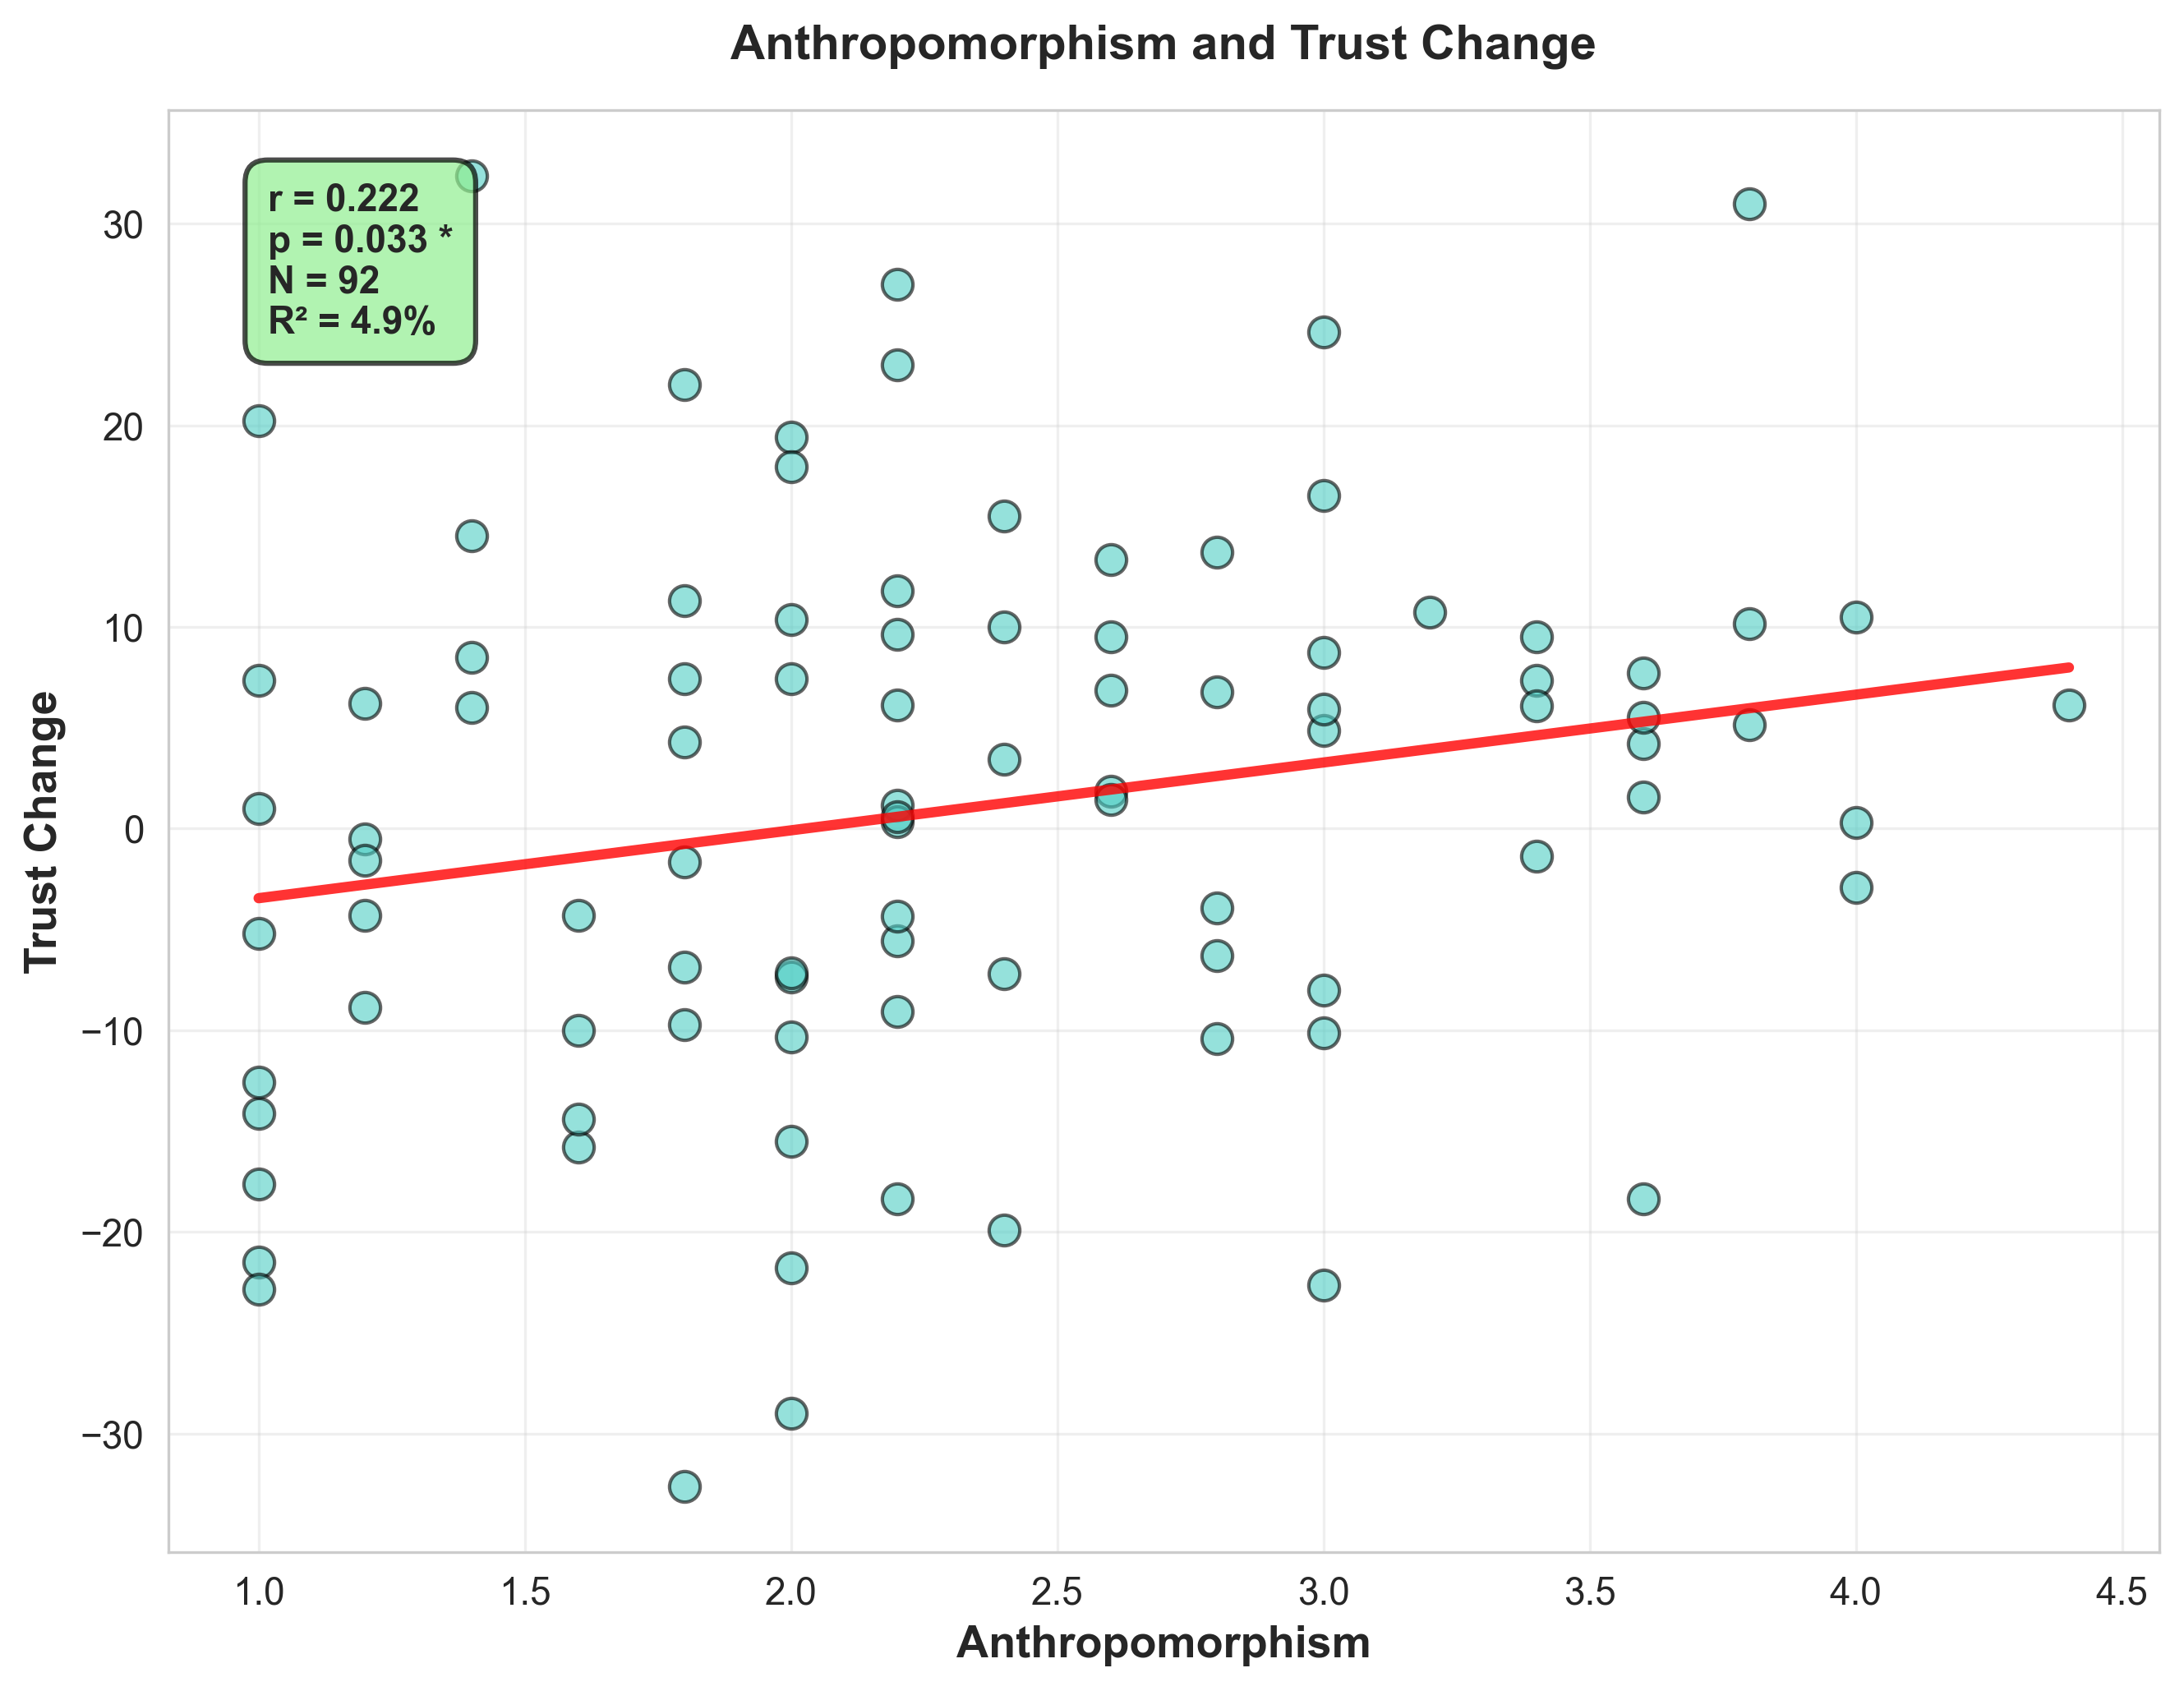 Anthropomorphism and Trust Change
r = 0.222
p = 0.033 *
N = 92
R² = 4.9%
Trust Change
30
20
10
0
−10
−20
−30
1.0 1.5 2.0 2.5 3.0 3.5 4.0 4.5
Anthropomorphism